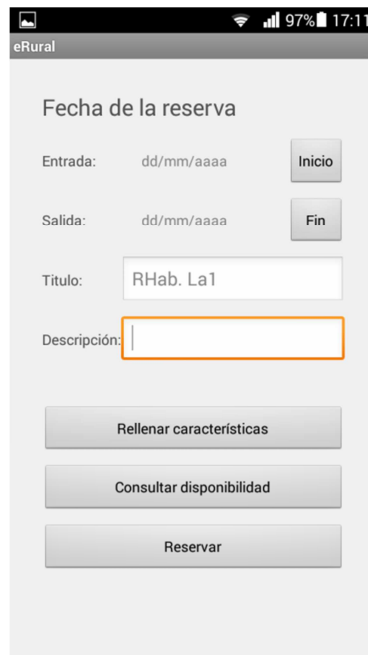 97% 17:11
eRural
Fecha de la reserva
Entrada: dd/mm/aaaa Inicio
Salida: dd/mm/aaaa Fin
Titulo: RHab. La1
Descripción:
Rellenar características
Consultar disponibilidad
Reservar